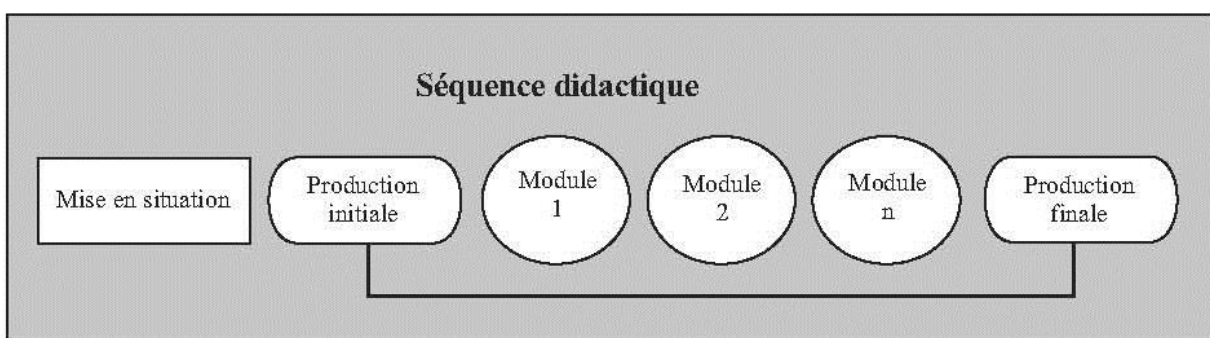 Séquence didactique
Mise en situation
Production
initiale
Module
1
Module
2
Module
n
Production
finale